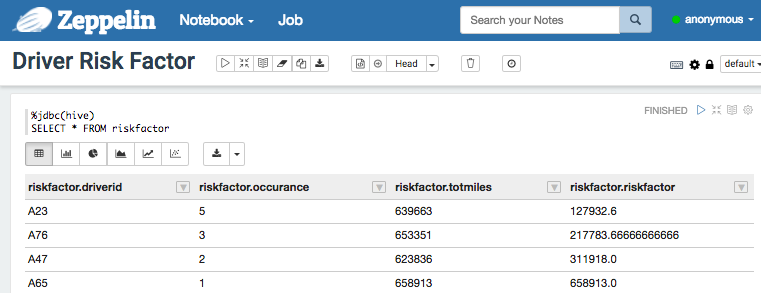 Zeppelin Notebook Job Search your Notes anonymous
Driver Risk Factor Head default
%jdbc(hive) FINISHED
SELECT * FROM riskfactor
riskfactor.driverid riskfactor.occurance riskfactor.totmiles riskfactor.riskfactor
A23 5 639663 127932.6
A76 3 653351 217783.66666666666
A47 2 623836 311918.0
A65 1 658913 658913.0